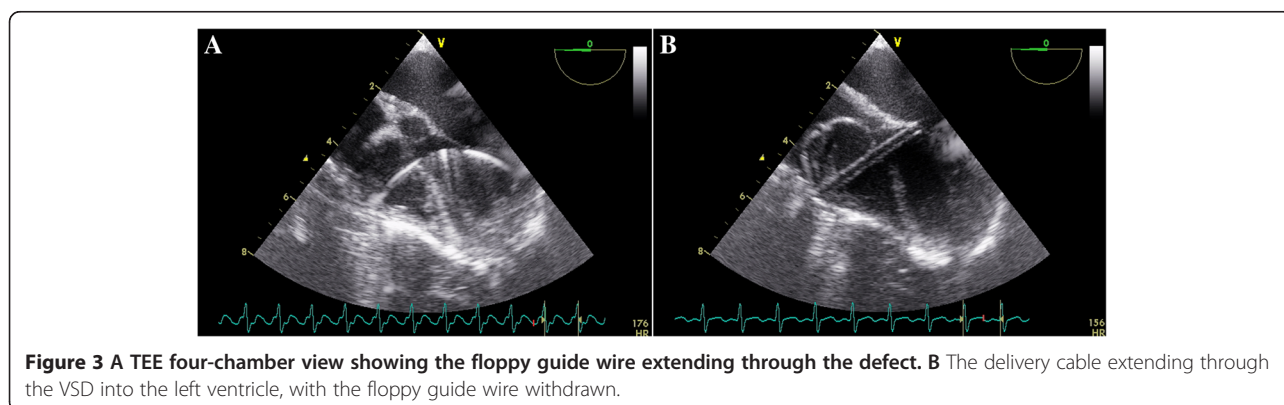 A
V
0
2
4
6
8
176
HR
B
V
0
2
4
6
8
156
HR
Figure 3 A TEE four-chamber view showing the floppy guide wire extending through the defect. B The delivery cable extending through
the VSD into the left ventricle, with the floppy guide wire withdrawn.